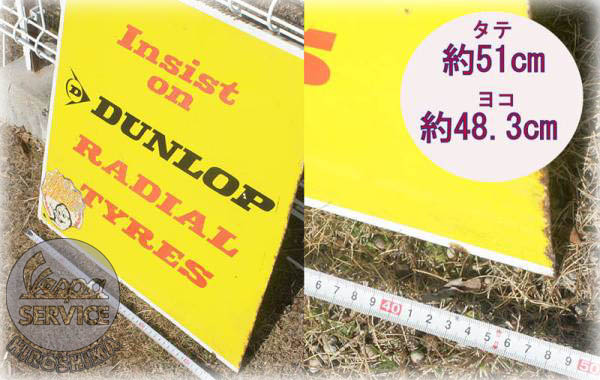 Insist
on
D DUNLOP
RADIAL
TYRES
Vespa
SERVICE
HIROSHIMA
S
タテ
約51cm
ヨコ
約48.3cm
6 7 8 9 40 1 2 3 4 5 6 7 8 9 50